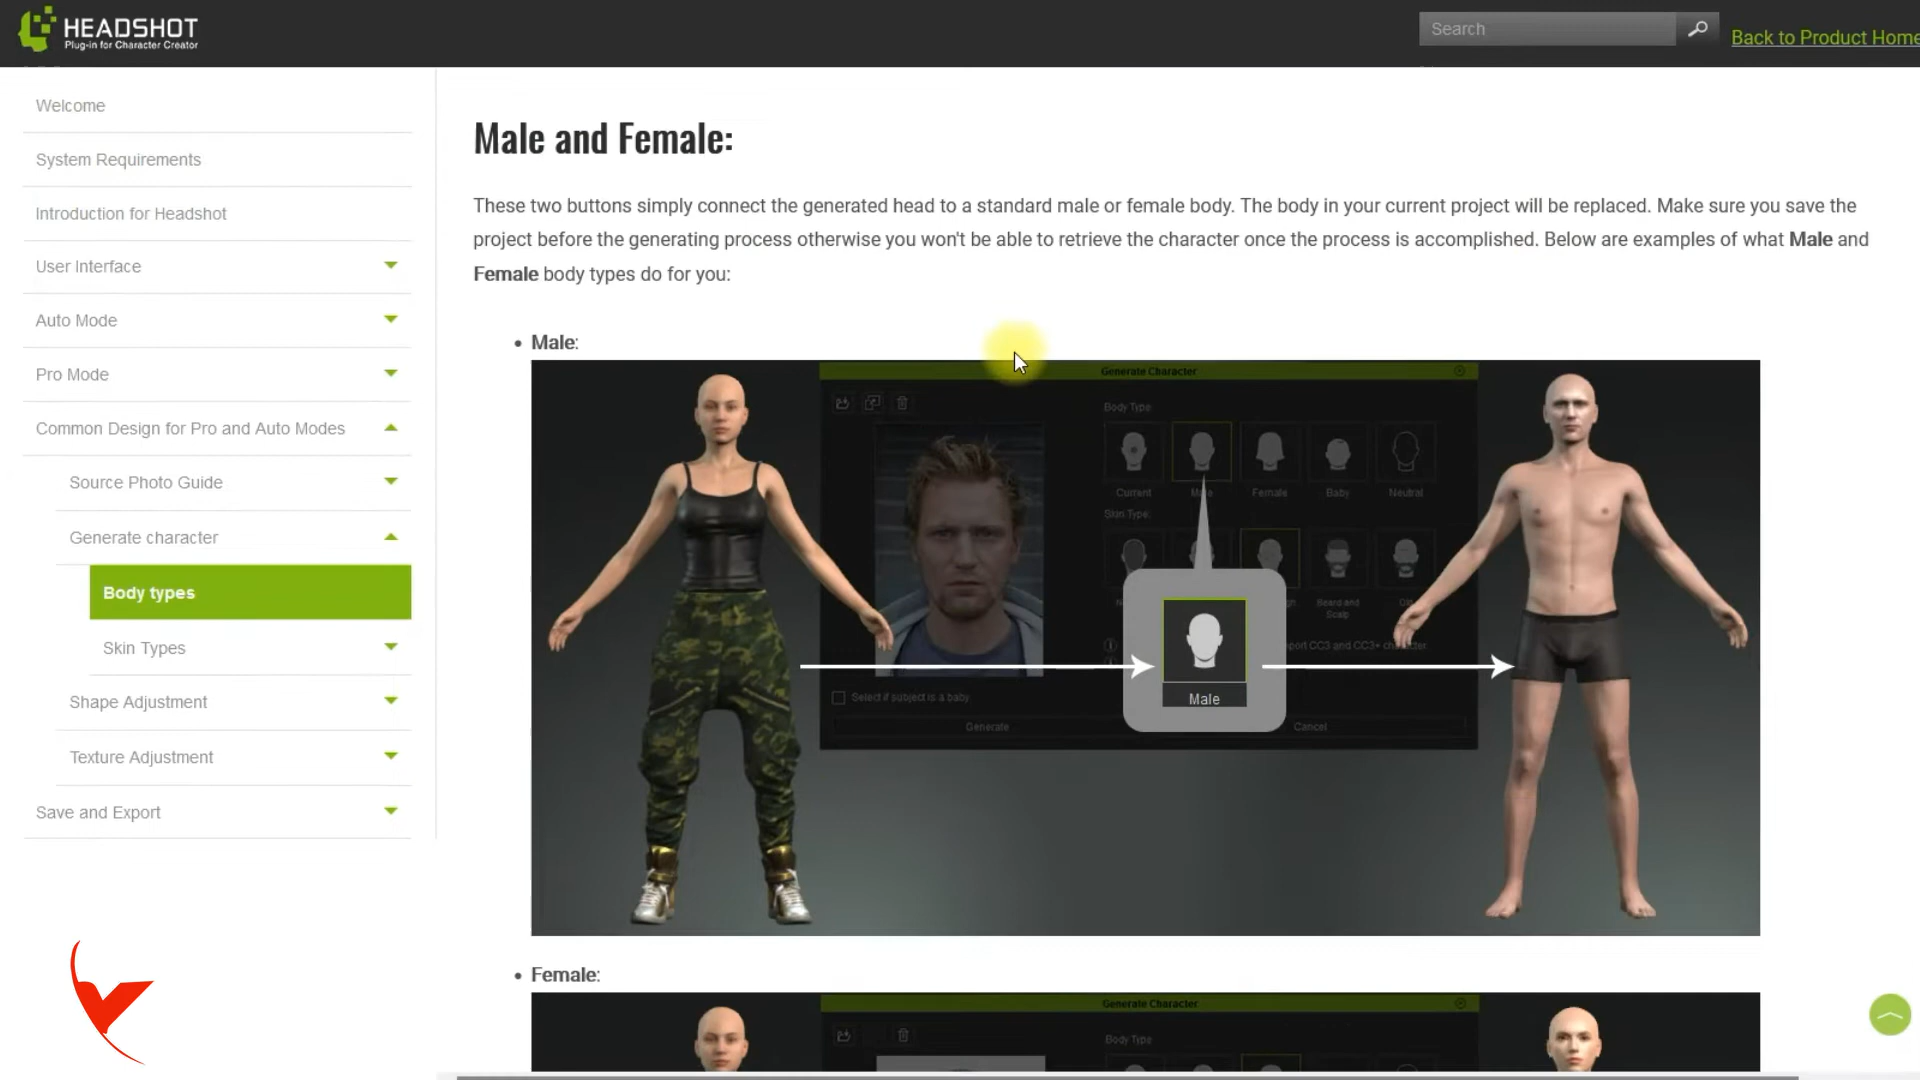 HEADSHOT
Plug-in for Character Creator
Search
Back to Product Home
Welcome
System Requirements
Introduction for Headshot
User Interface
Auto Mode
Pro Mode
Common Design for Pro and Auto Modes
Source Photo Guide
Generate character
Body types
Skin Types
Shape Adjustment
Texture Adjustment
Save and Export
Male and Female:
These two buttons simply connect the generated head to a standard male or female body. The body in your current project will be replaced. Make sure you save the
project before the generating process otherwise you won't be able to retrieve the character once the process is accomplished. Below are examples of what Male and
Female body types do for you:
• Male:
Generate Character
Body Type
Current
Female
Baby
Neutral
Skin Type:
Beard and
Scalp
CC3 and CC3+
Select if subject is a baby.
Male
Generate
Cancel
• Female:
Generate Character
Body Type